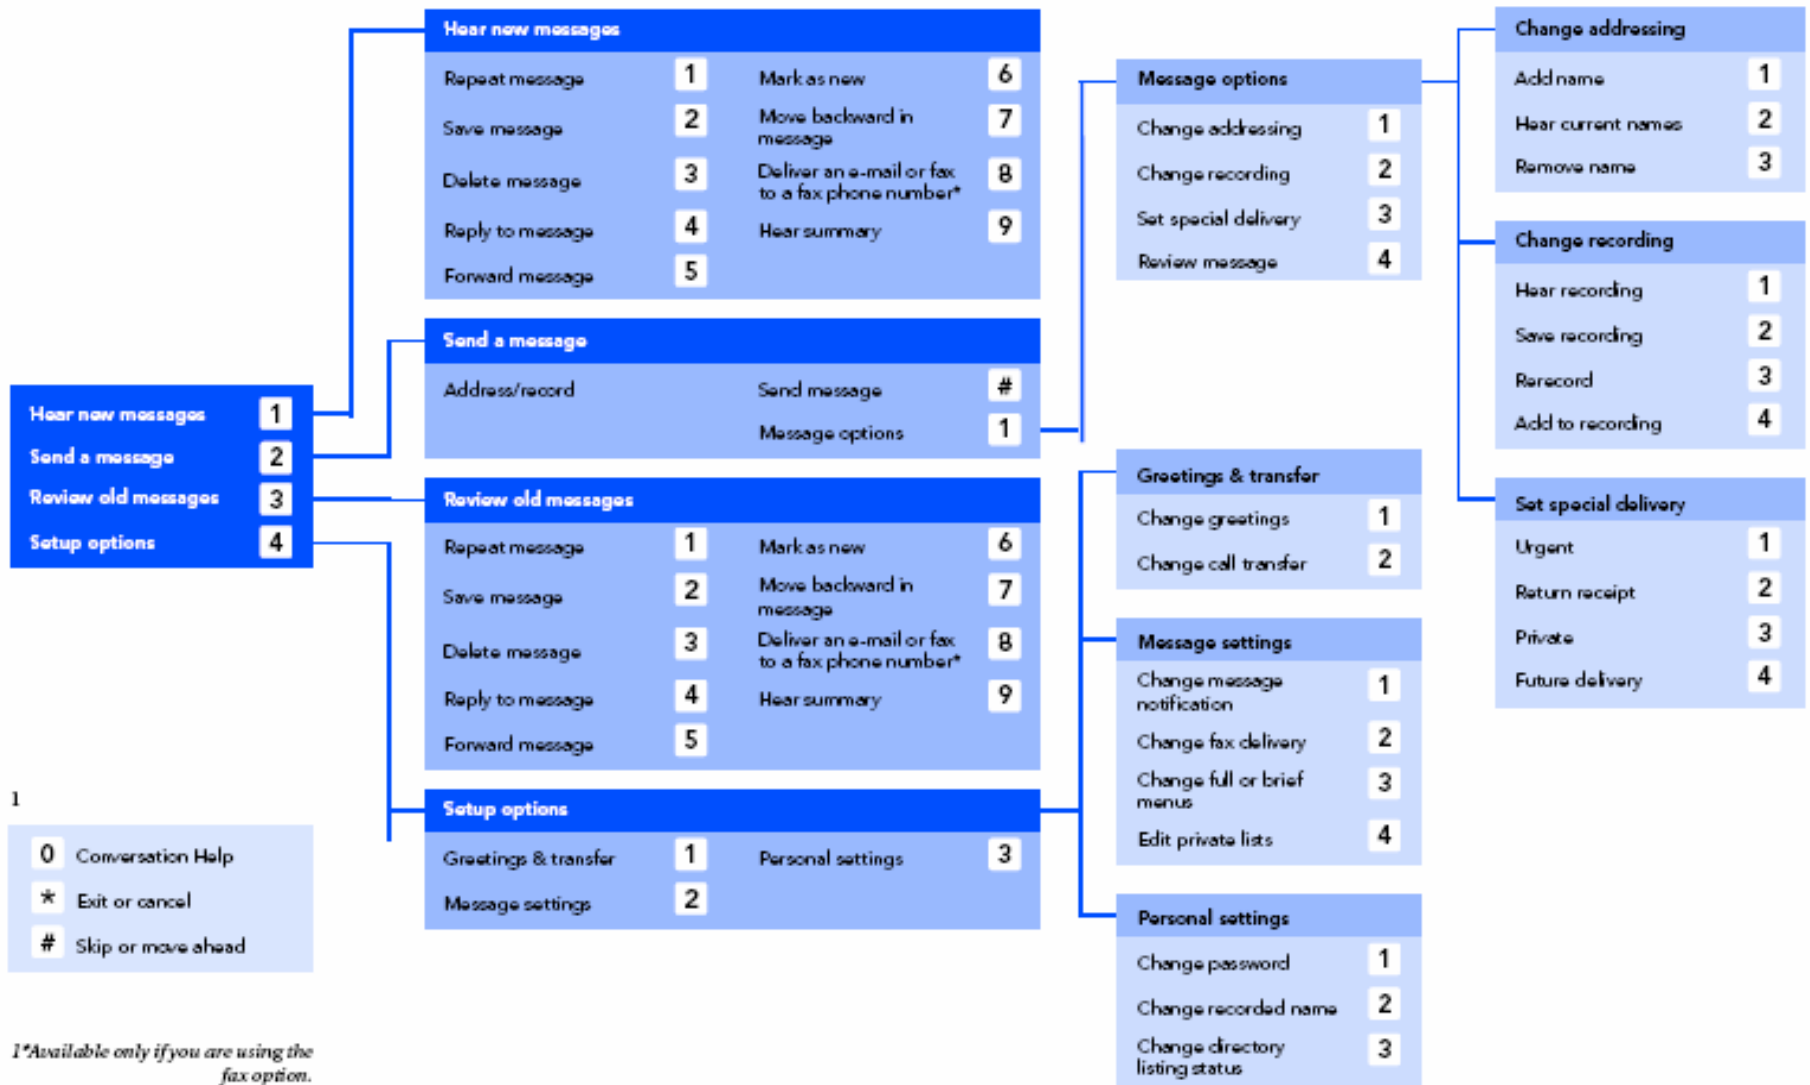 Hear new messages 1
Send a message 2
Review old messages 3
Setup options 4
1
0 Conversation Help
* Exit or cancel
# Skip or move ahead
1*Available only if you are using the
fax option.
Hear new messages
Repeat message 1
Save message 2
Delete message 3
Reply to message 4
Forward message 5
Mark as new 6
Move backward in
message 7
Deliver an e-mail or fax
to a fax phone number* 8
Hear summary 9
Send a message
Address/record
Send message #
Message options 1
Review old messages
Repeat message 1
Save message 2
Delete message 3
Reply to message 4
Forward message 5
Mark as new 6
Move backward in
message 7
Deliver an e-mail or fax
to a fax phone number* 8
Hear summary 9
Setup options
Greetings & transfer 1
Message settings 2
Personal settings 3
Message options
Change addressing 1
Change recording 2
Set special delivery 3
Review message 4
Greetings & transfer
Change greetings 1
Change call transfer 2
Message settings
Change message
notification 1
Change fax delivery 2
Change full or brief
menus 3
Edit private lists 4
Personal settings
Change password 1
Change recorded name 2
Change directory
listing status 3
Change addressing
Add name 1
Hear current names 2
Remove name 3
Change recording
Hear recording 1
Save recording 2
Rerecord 3
Add to recording 4
Set special delivery
Urgent 1
Return receipt 2
Private 3
Future delivery 4